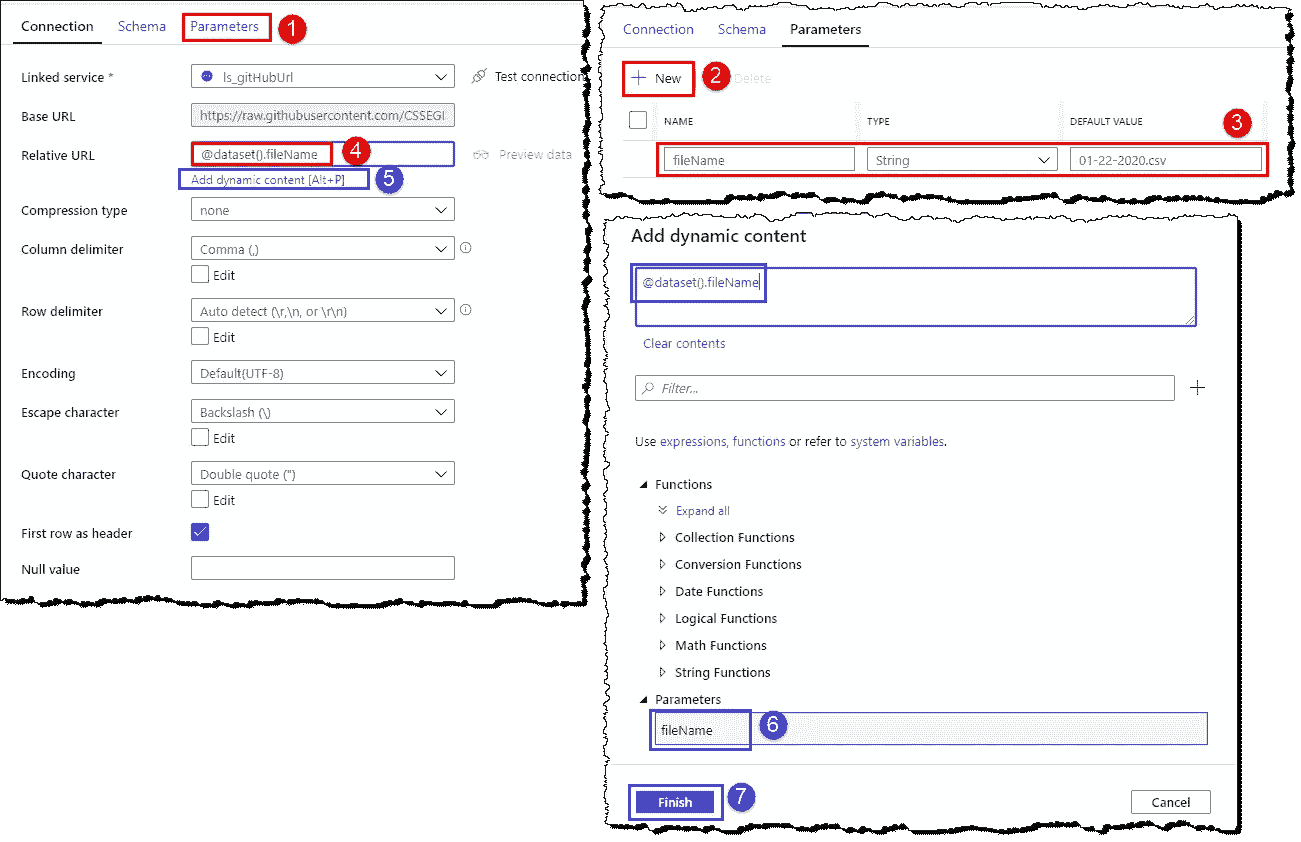 Connection Schema Parameters 1
Linked service * ls_gitHubUrl Test connection
Base URL https://raw.githubusercontent.com/CSSEGI
Relative URL @dataset().fileName 4 Preview data
Add dynamic content [Alt+P] 5
Compression type none
Column delimiter Comma (,)
Edit
Row delimiter Auto detect (\r,\n, or \r\n)
Edit
Encoding Default(UTF-8)
Escape character Backslash (\)
Edit
Quote character Double quote (")
Edit
First row as header
Null value
Connection Schema Parameters
New 2 Delete
NAME TYPE DEFAULT VALUE 3
fileName String 01-22-2020.csv
Add dynamic content
@dataset().fileName
Clear contents
Filter...
Use expressions, functions or refer to system variables.
Functions
Expand all
Collection Functions
Conversion Functions
Date Functions
Logical Functions
Math Functions
String Functions
Parameters
fileName 6
Finish 7 Cancel